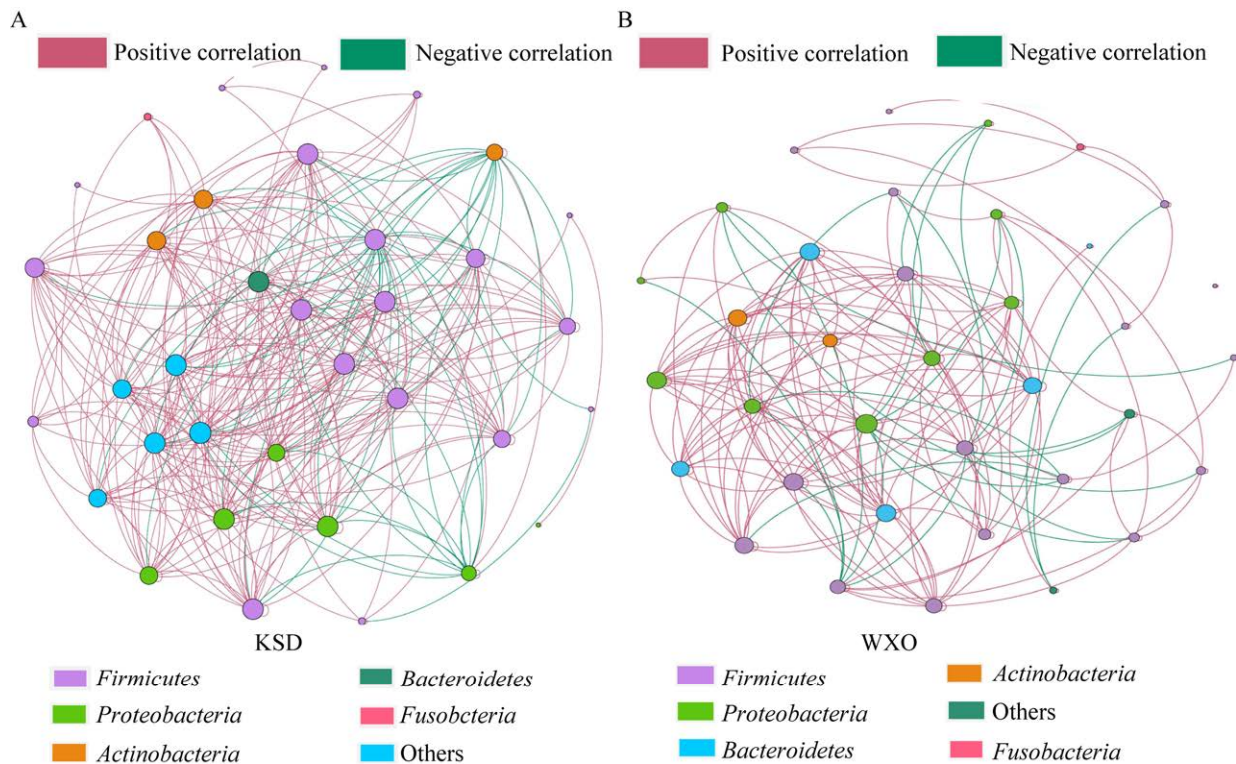 A
Positive correlation
Negative correlation
KSD
Firmicutes
Bacteroidetes
Proteobacteria
Fusobcteria
Actinobacteria
Others
B
Positive correlation
Negative correlation
WXO
Firmicutes
Actinobacteria
Proteobacteria
Others
Bacteroidetes
Fusobacteria